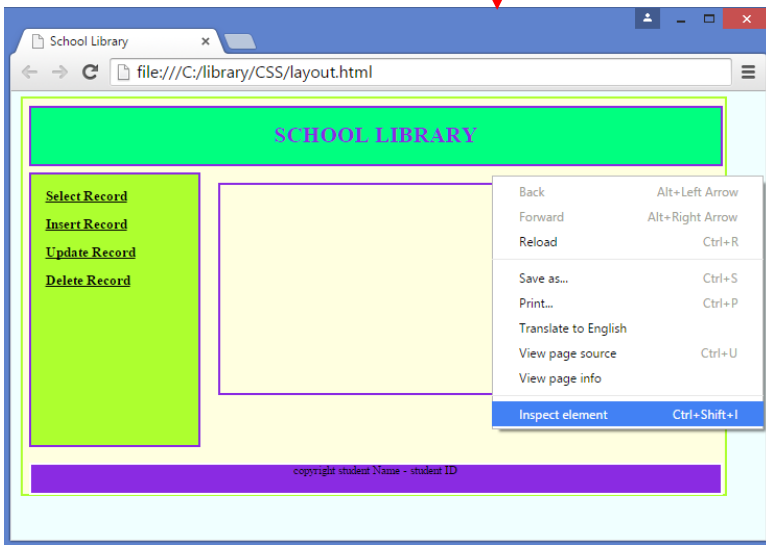 School Library
file:///C:/library/CSS/layout.html
SCHOOL LIBRARY
Select Record
Insert Record
Update Record
Delete Record
Back Alt+Left Arrow
Forward Alt+Right Arrow
Reload Ctrl+R
Save as... Ctrl+S
Print... Ctrl+P
Translate to English
View page source Ctrl+U
View page info
Inspect element Ctrl+Shift+I
copyright student Name - student ID